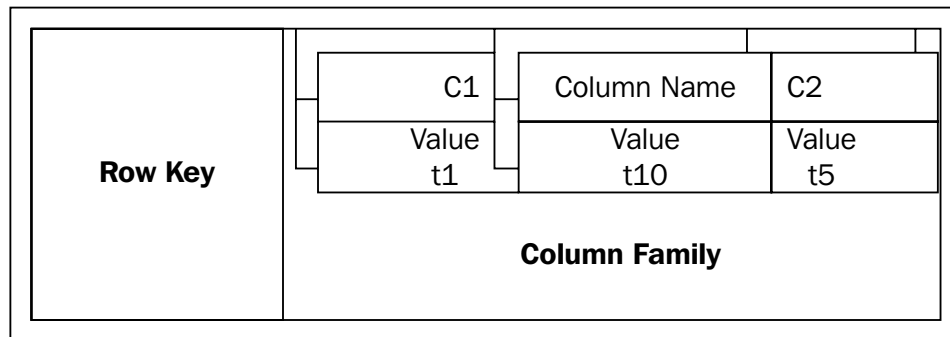 C1 Column Name C2
Value Value Value
t1 t10 t5
Row Key
Column Family